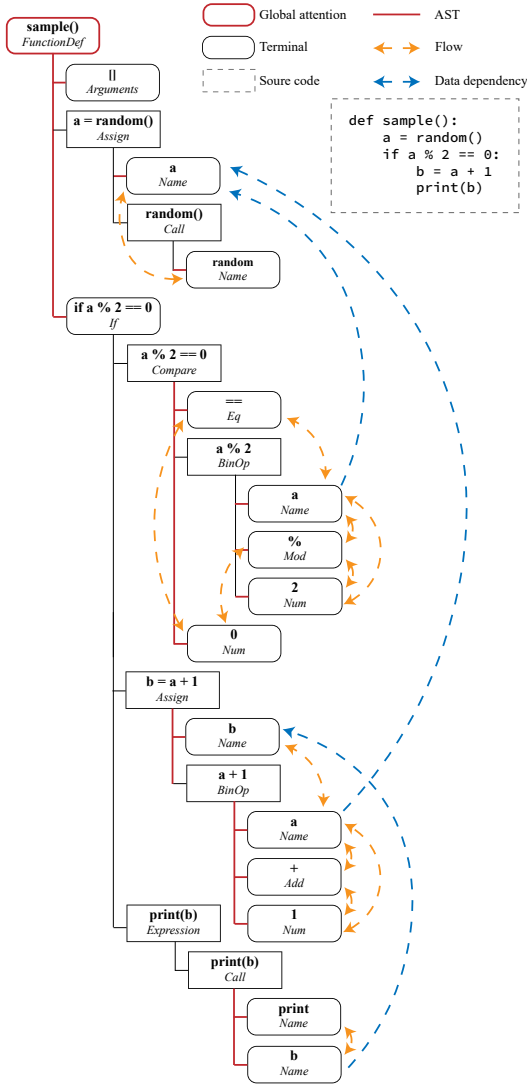 sample()
FunctionDef
Global attention
AST
Terminal
Flow
Soure code
Data dependency
[]
Arguments
a = random()
Assign
def sample():
a = random()
if a % 2 == 0:
b = a + 1
print(b)
a
Name
random()
Call
random
Name
if a % 2 == 0
If
a % 2 == 0
Compare
==
Eq
a % 2
BinOp
a
Name
%
Mod
2
Num
0
Num
b = a + 1
Assign
b
Name
a + 1
BinOp
a
Name
+
Add
1
Num
print(b)
Expression
print(b)
Call
print
Name
b
Name